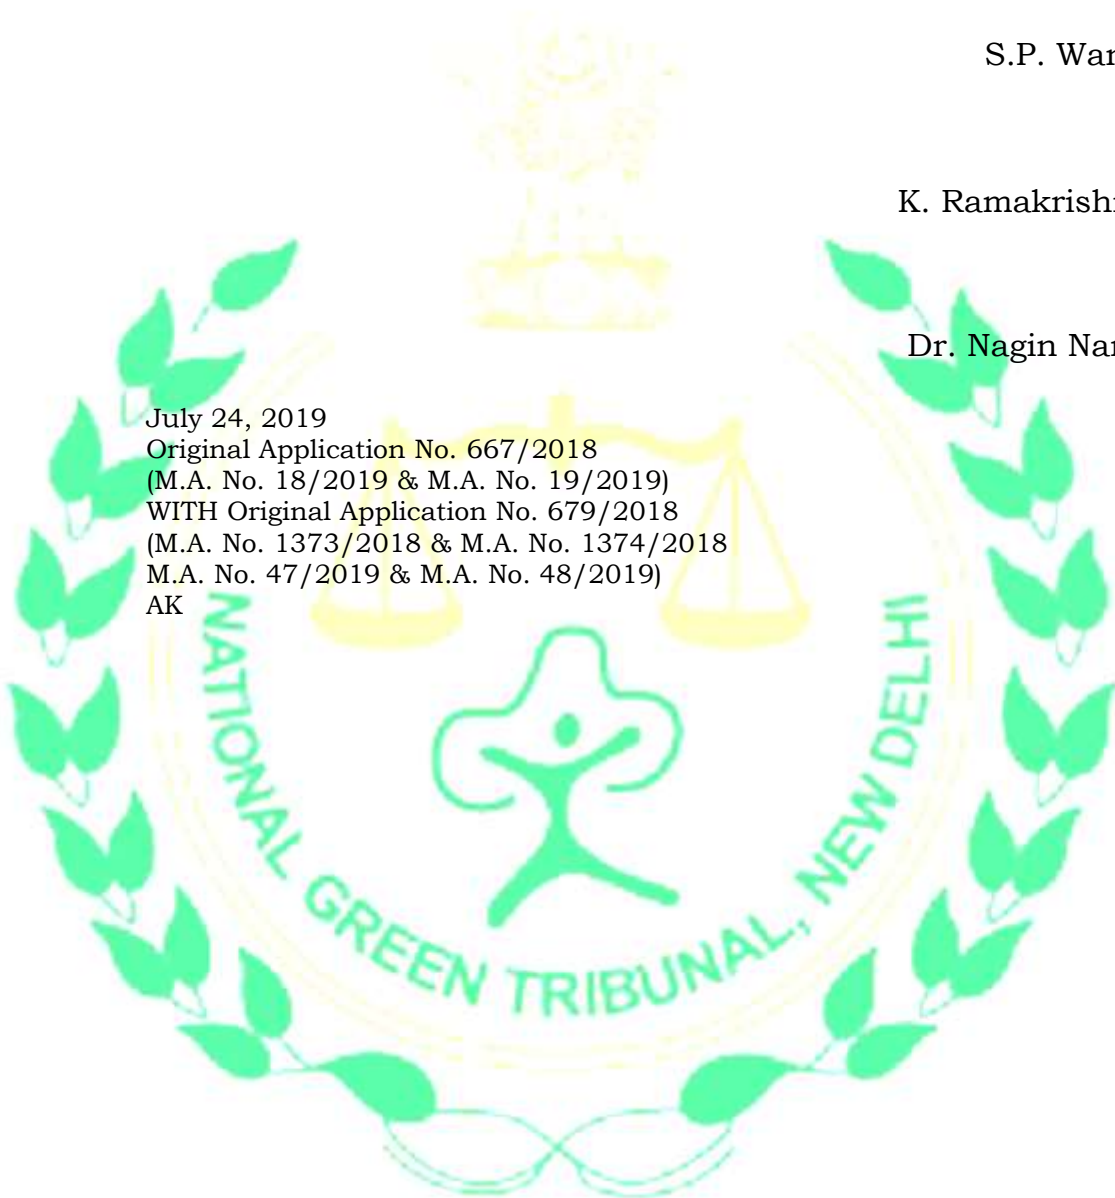 S.P. War
K. Ramakrish
Dr. Nagin Nan
July 24, 2019
Original Application No. 667/2018
(M.A. No. 18/2019 & M.A. No. 19/2019)
WITH Original Application No. 679/2018
(M.A. No. 1373/2018 & M.A. No. 1374/2018
M.A. No. 47/2019 & M.A. No. 48/2019)
AK
NATIONAL GREEN TRIBUNAL, NEW DELHI